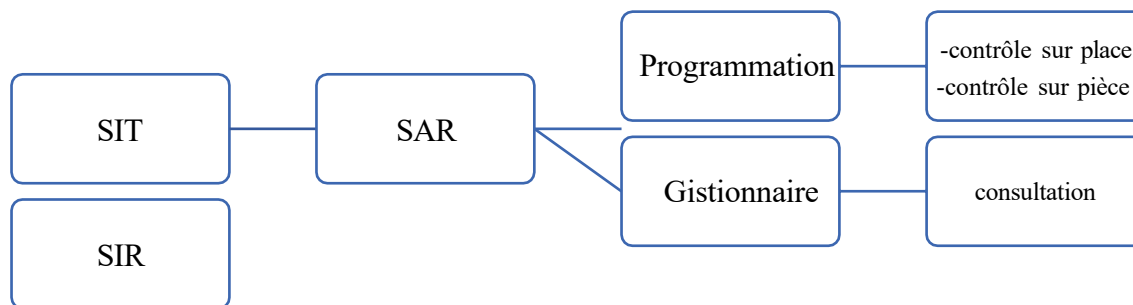 SIT
SIR
SAR
Programmation
Gistionnaire
-contrôle sur place
-contrôle sur pièce
consultation